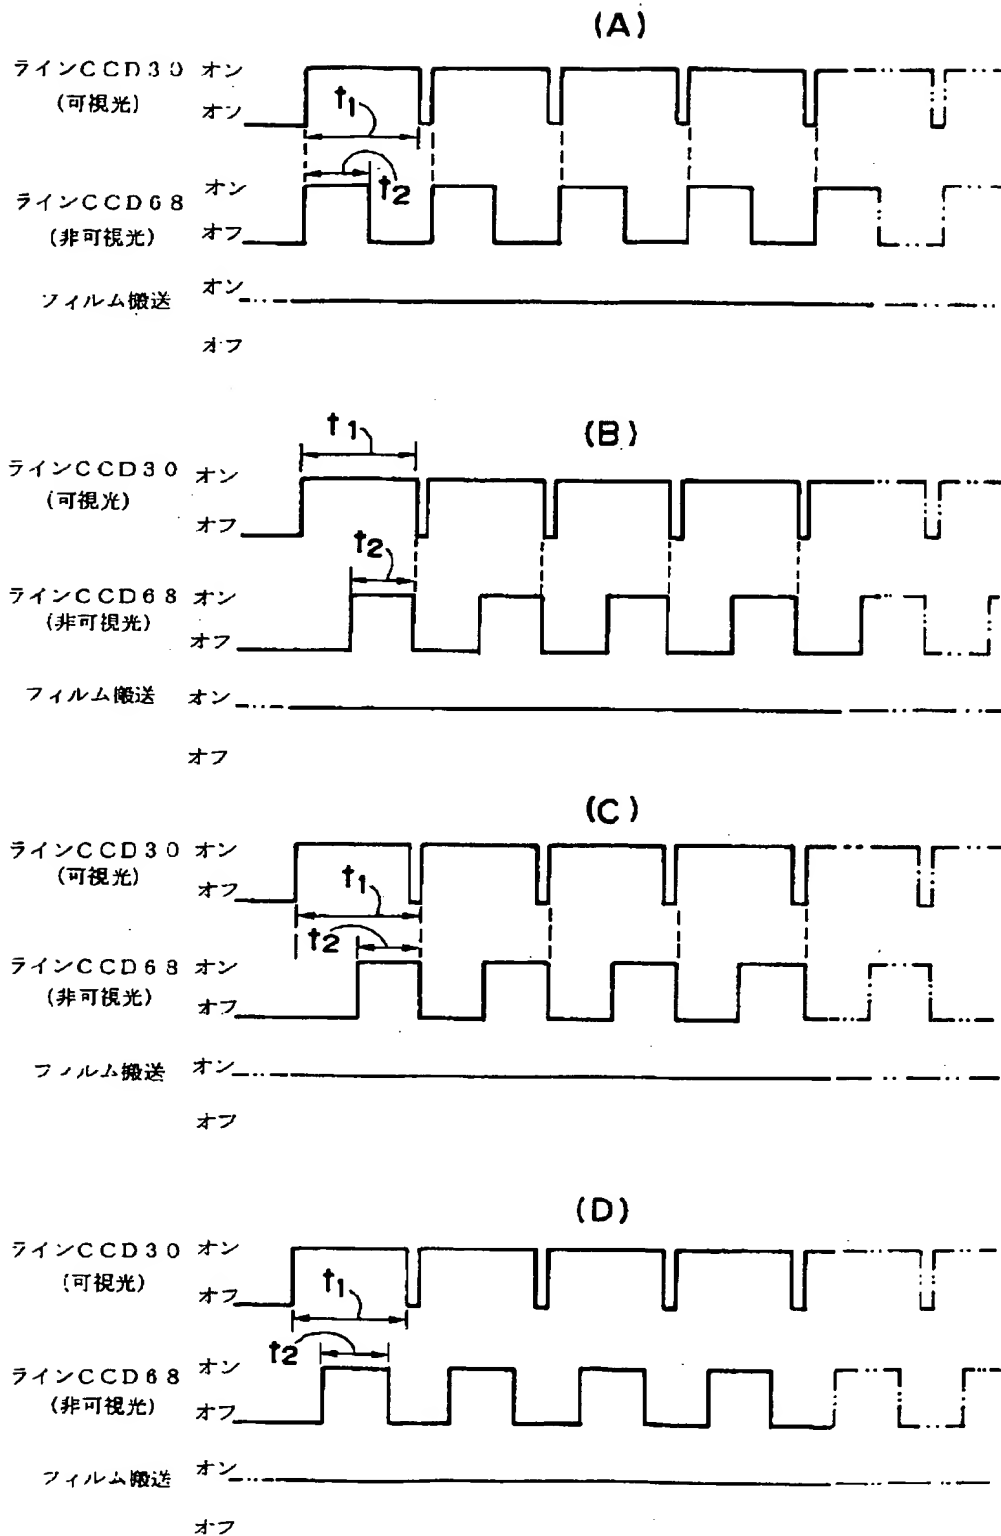 (A)
ラインCCD30 オン
(可視光) オン
t1
t2
ラインCCD68 オン
(非可視光) オフ
フィルム搬送 オン
オフ
(B)
t1
ラインCCD30 オン
(可視光) オフ
t2
ラインCCD68 オン
(非可視光) オフ
フィルム搬送 オン
オフ
(C)
ラインCCD30 オン
(可視光) オフ
t1
t2
ラインCCD68 オン
(非可視光) オフ
フィルム搬送 オン
オフ
(D)
ラインCCD30 オン
(可視光) オフ
t1
t2
ラインCCD68 オン
(非可視光) オフ
フィルム搬送 オン
オフ